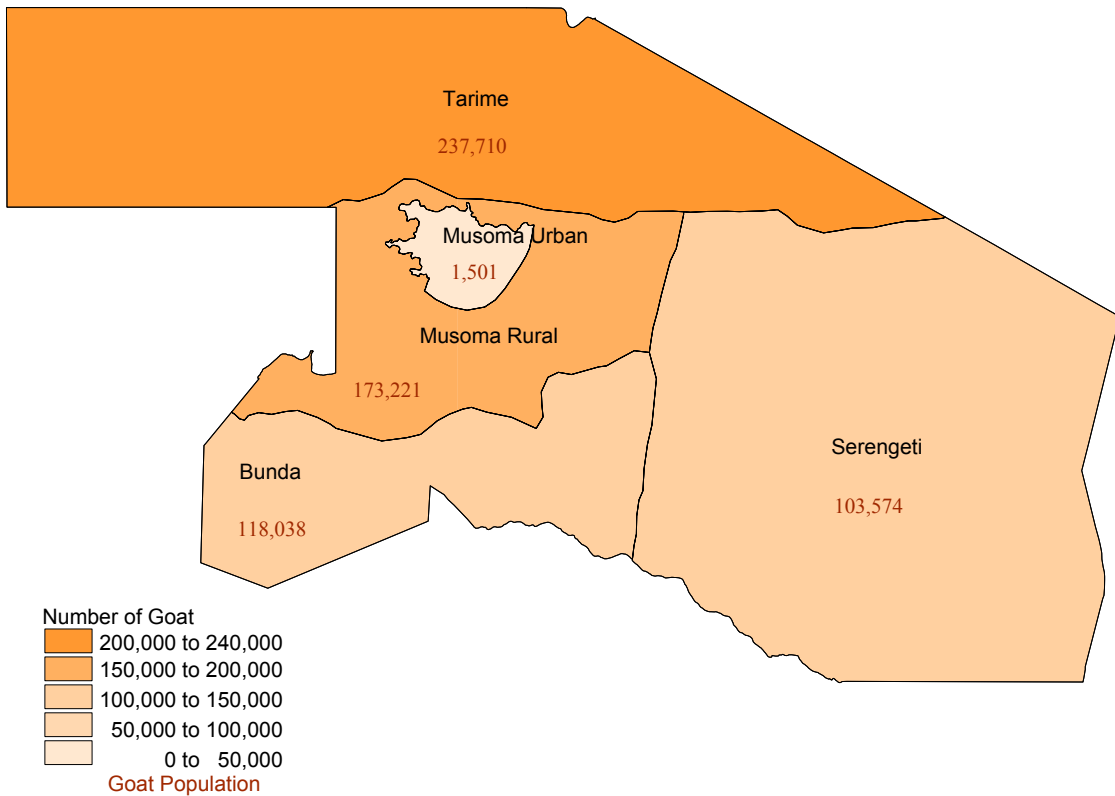 Tarime
237,710
Musoma Urban
1,501
Musoma Rural
173,221
Serengeti
103,574
Bunda
118,038
Number of Goat
200,000 to 240,000
150,000 to 200,000
100,000 to 150,000
50,000 to 100,000
0 to 50,000
Goat Population